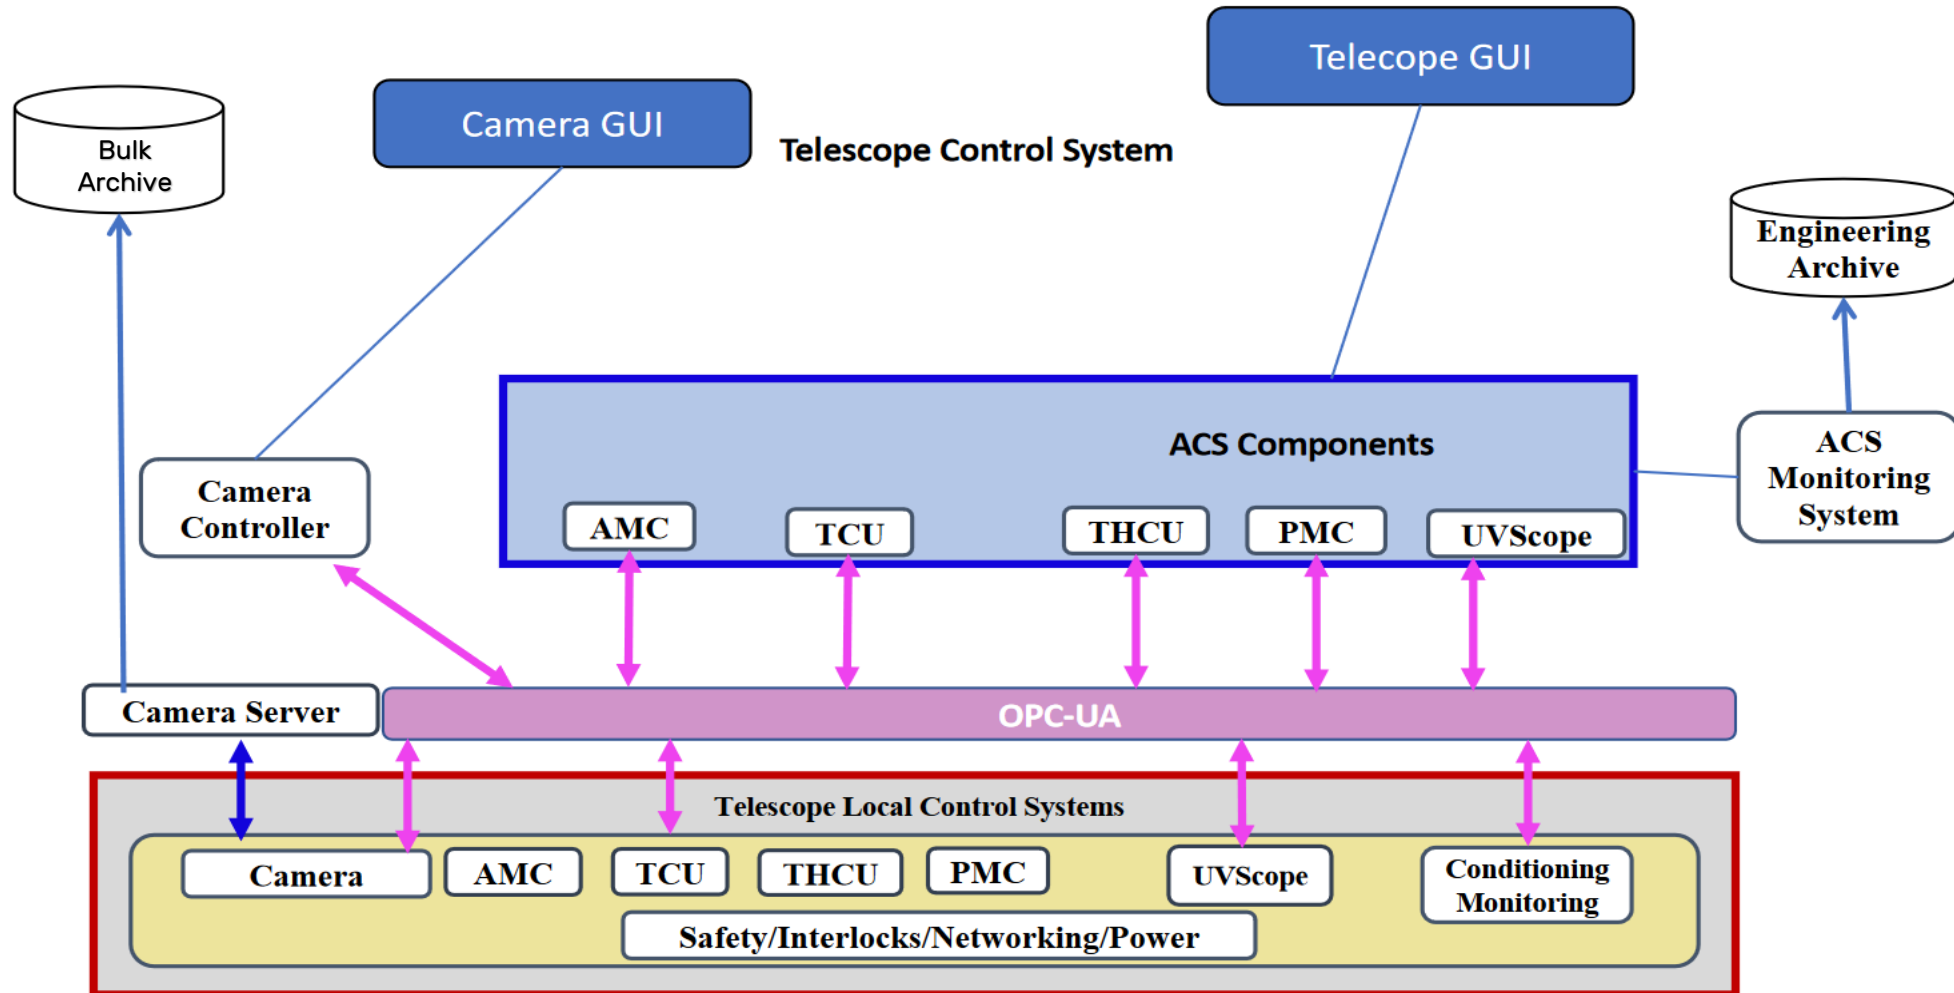 Telecope GUI
Camera GUI
Telescope Control System
Bulk
Archive
Engineering
Archive
ACS Components
ACS
Monitoring
System
Camera
Controller
AMC
TCU
THCU
PMC
UVScope
Camera Server
OPC-UA
Telescope Local Control Systems
Camera
AMC
TCU
THCU
PMC
UVScope
Conditioning
Monitoring
Safety/Interlocks/Networking/Power